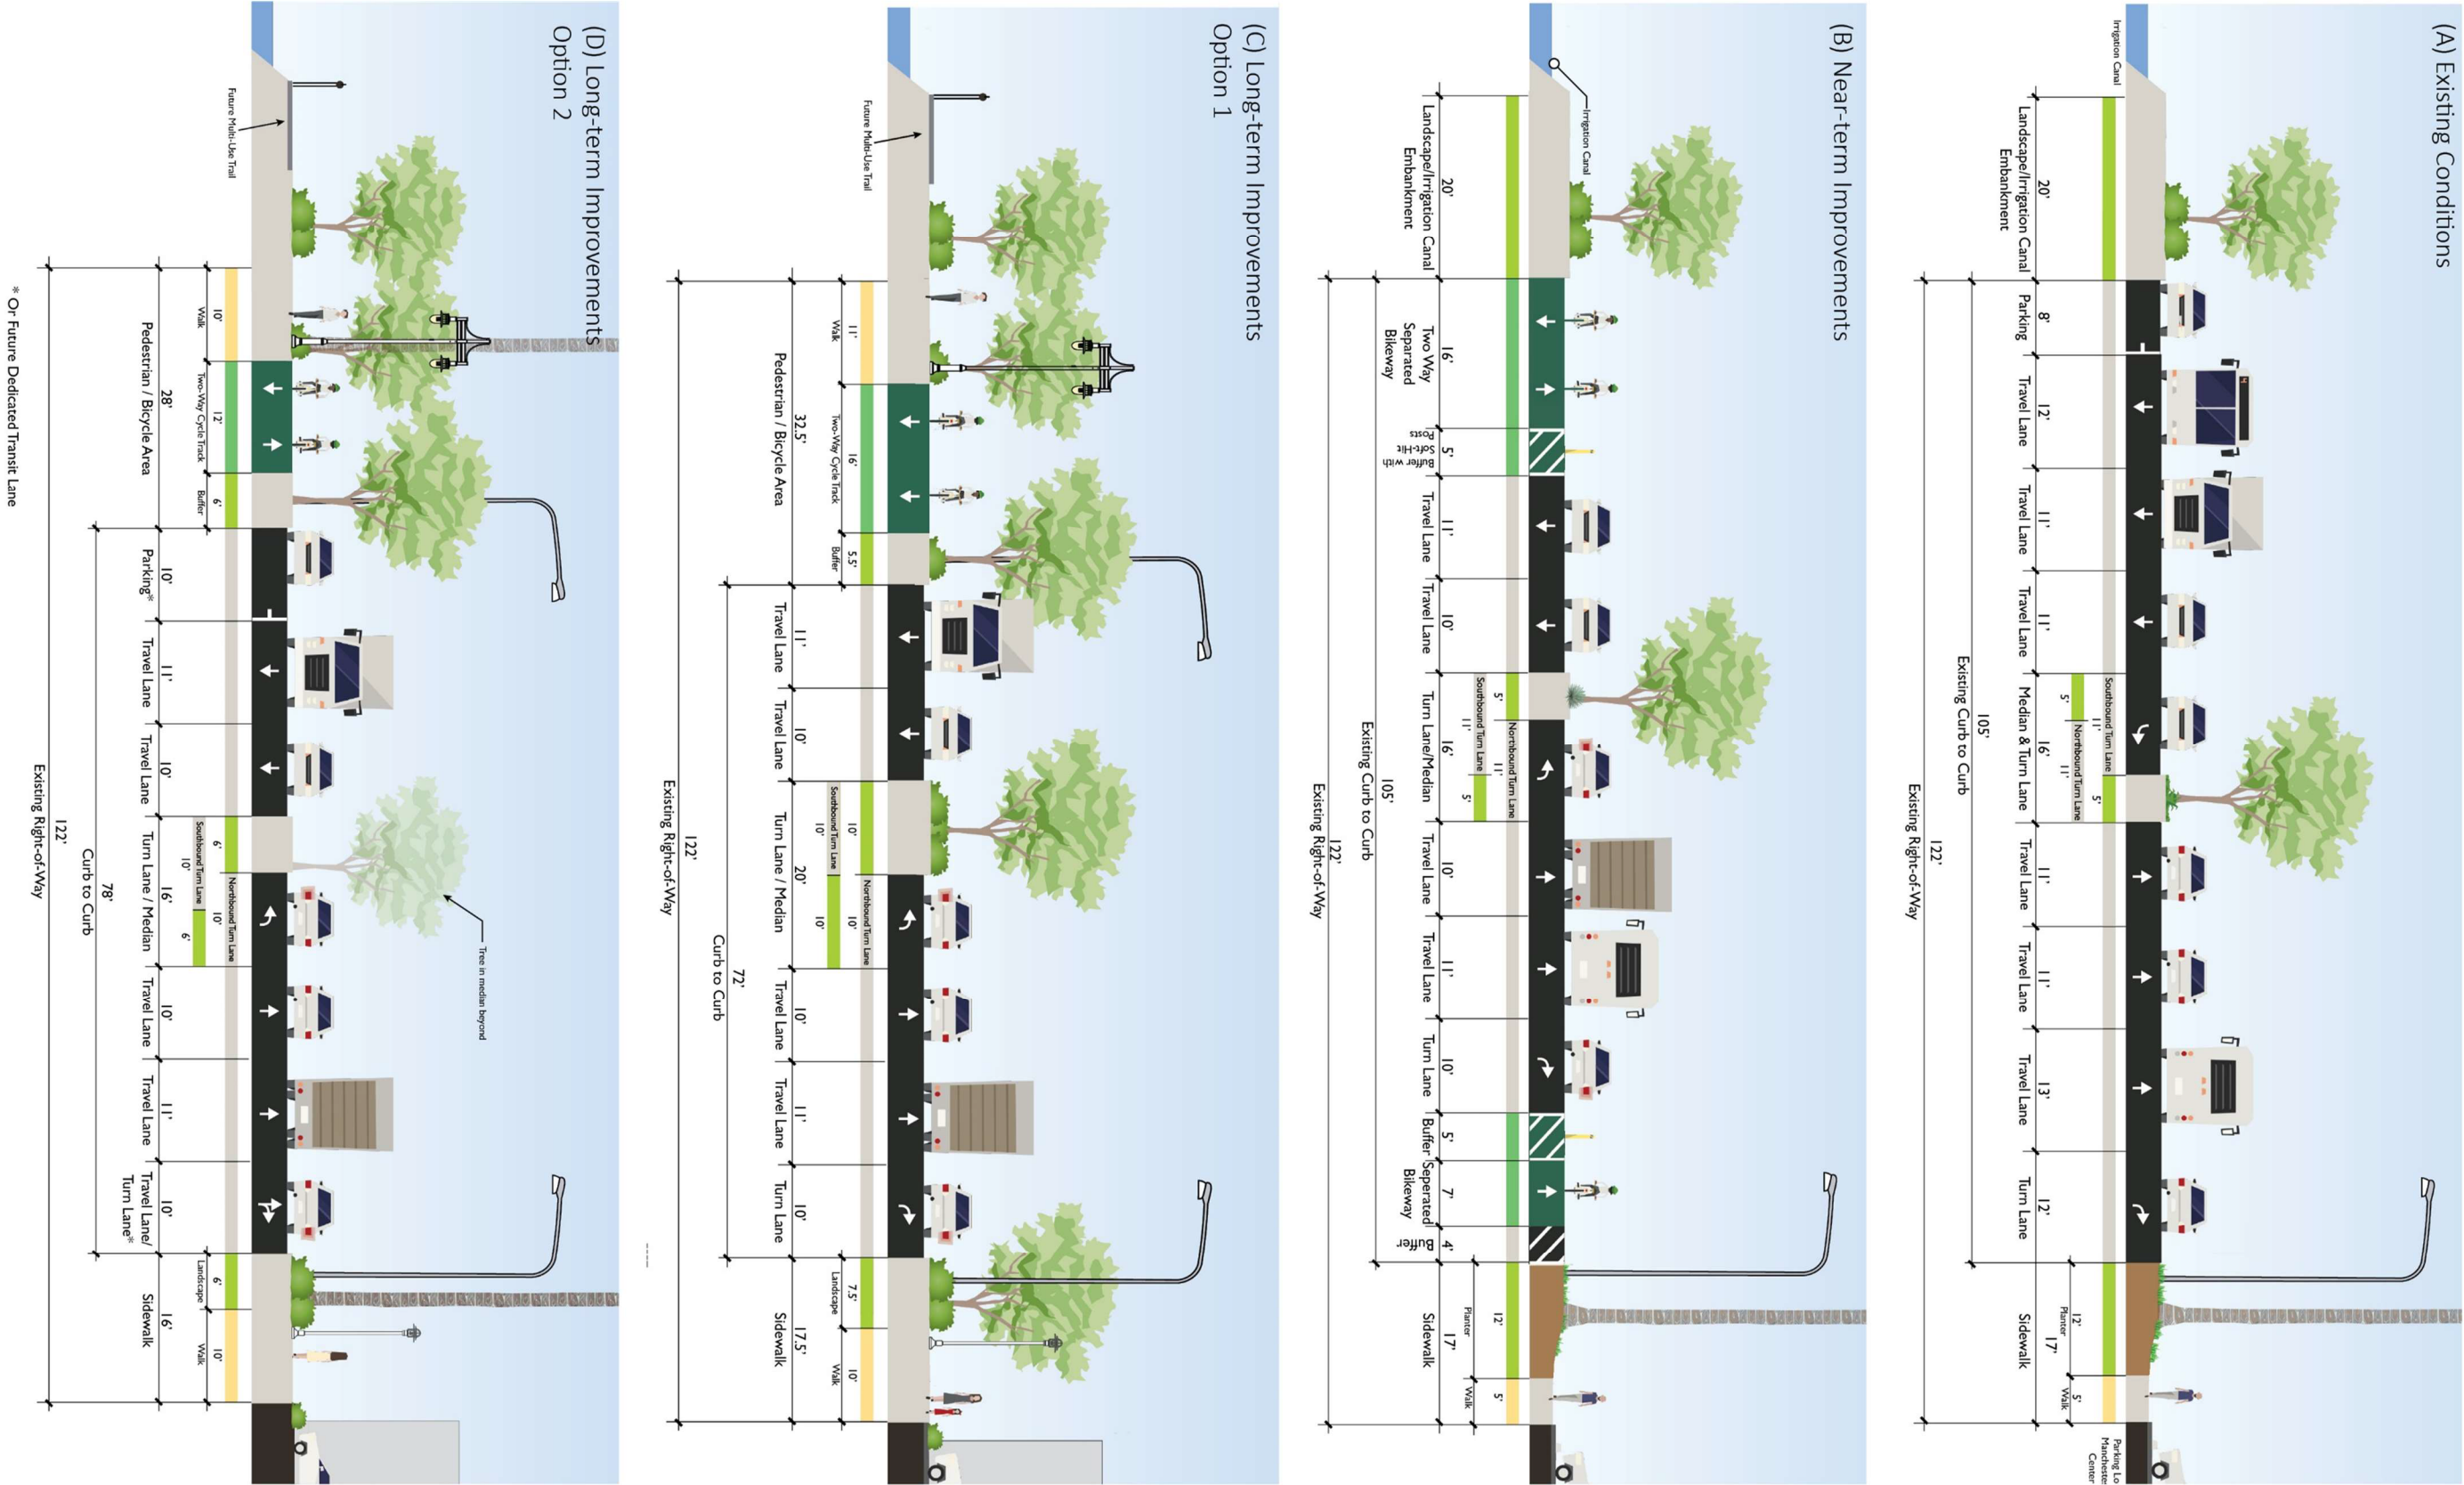 (A) Existing Conditions
Irrigation Canal
20'
Landscape/Irrigation Canal
Embankment
8'
Parking
12'
Travel Lane
11'
Travel Lane
11'
Travel Lane
Southbound Turn Lane
11'
5'
5'
Northbound Turn Lane
11'
16'
Median & Turn Lane
11'
Travel Lane
11'
Travel Lane
13'
Travel Lane
12'
Turn Lane
12'
Planter
5'
Walk
17'
Sidewalk
Parking Lo
Mancheste
Center
105'
Existing Curb to Curb
122'
Existing Right-of-Way
(B) Near-term Improvements
Irrigation Canal
20'
Landscape/Irrigation Canal
Embankment
16'
Two Way
Separated
Bikeway
5'
Buffer with
Soft-Hit
Posts
11'
Travel Lane
10'
Travel Lane
5'
Northbound Turn Lane
11'
Southbound Turn Lane
11'
5'
16'
Turn Lane/Median
10'
Travel Lane
11'
Travel Lane
10'
Turn Lane
5'
Buffer
7'
Seperated
Bikeway
4'
Buffer
12'
Planter
5'
Walk
17'
Sidewalk
105'
Existing Curb to Curb
122'
Existing Right-of-Way
(C) Long-term Improvements
Option 1
Future Multi-Use Trail
11'
Walk
16'
Two-Way Cycle Track
5.5'
Buffer
32.5'
Pedestrian / Bicycle Area
11'
Travel Lane
10'
Travel Lane
10'
Northbound Turn Lane
10'
Southbound Turn Lane
10'
10'
20'
Turn Lane / Median
10'
Travel Lane
11'
Travel Lane
10'
Turn Lane
7.5'
Landscape
10'
Walk
17.5'
Sidewalk
72'
Curb to Curb
122'
Existing Right-of-Way
(D) Long-term Improvements
Option 2
Tree in median beyond
Future Multi-Use Trail
10'
Walk
12'
Two-Way Cycle Track
6'
Buffer
28'
Pedestrian / Bicycle Area
10'
Parking*
11'
Travel Lane
10'
Travel Lane
6'
Northbound Turn Lane
10'
Southbound Turn Lane
10'
6'
16'
Turn Lane / Median
10'
Travel Lane
11'
Travel Lane
10'
Travel Lane/
Turn Lane*
6'
Landscape
10'
Walk
16'
Sidewalk
78'
Curb to Curb
122'
Existing Right-of-Way
* Or Future Dedicated Transit Lane